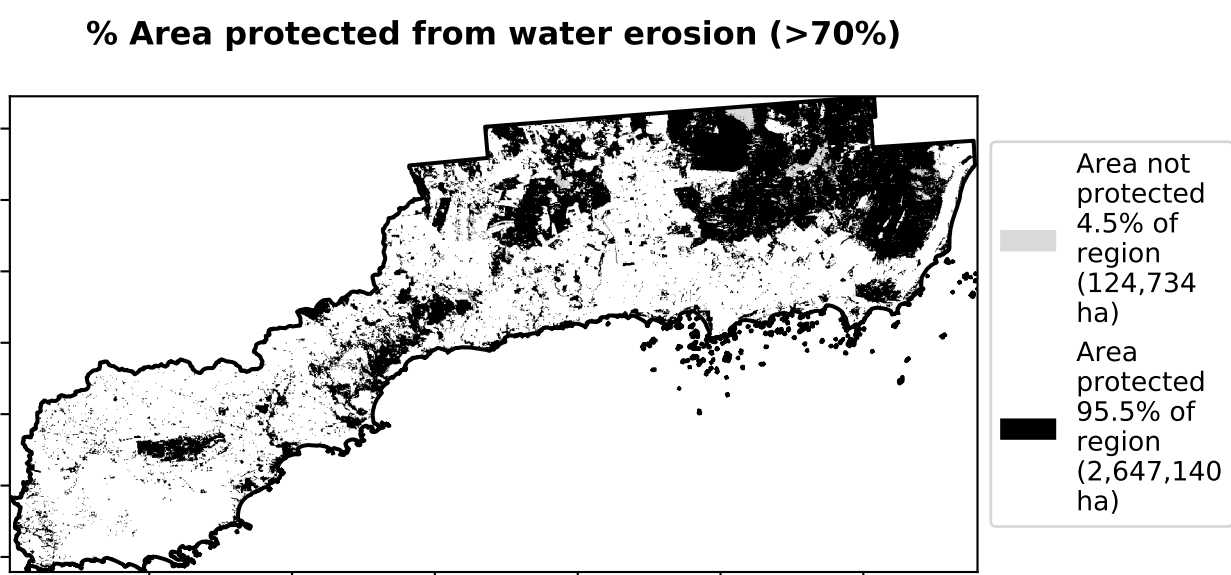 % Area protected from water erosion (>70%)
Area not
protected
4.5% of
region
(124,734
ha)
Area
protected
95.5% of
region
(2,647,140
ha)